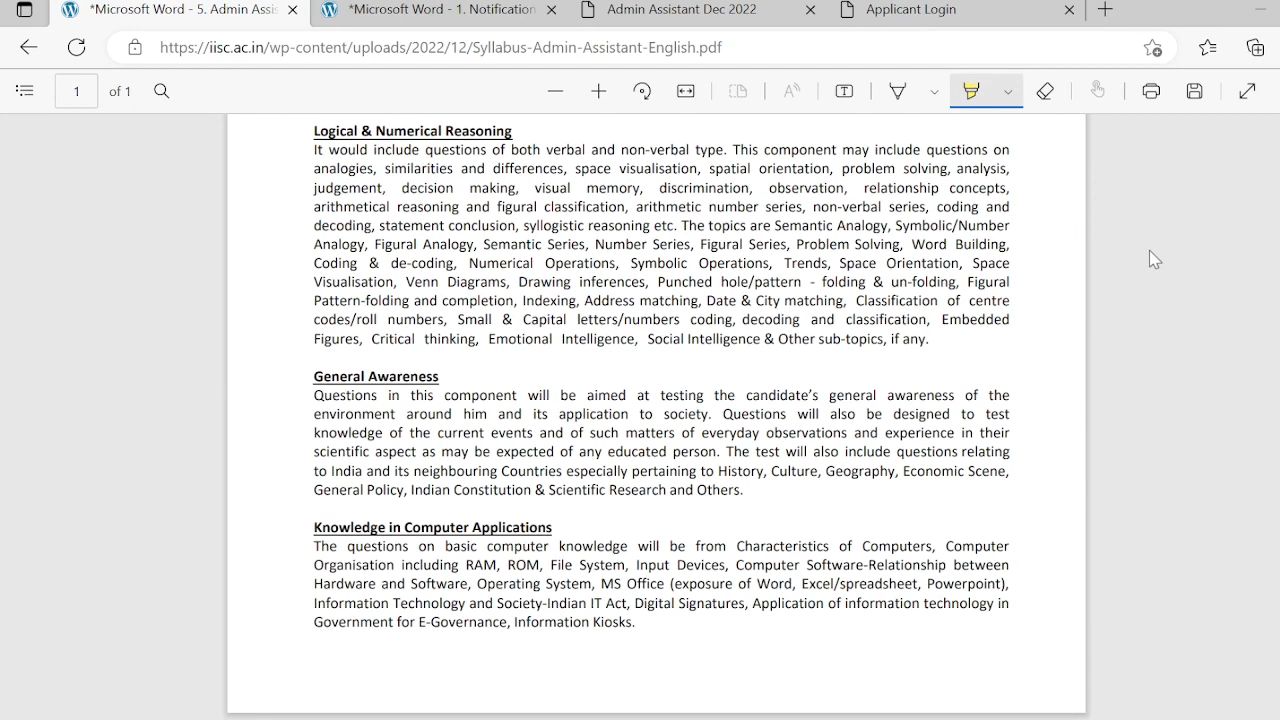 *Microsoft Word - 5. Admin Assis
*Microsoft Word - 1. Notification
Admin Assistant Dec 2022
Applicant Login
https://iisc.ac.in/wp-content/uploads/2022/12/Syllabus-Admin-Assistant-English.pdf
1 of 1
Logical & Numerical Reasoning
It would include questions of both verbal and non-verbal type. This component may include questions on
analogies, similarities and differences, space visualisation, spatial orientation, problem solving, analysis,
judgement, decision making, visual memory, discrimination, observation, relationship concepts,
arithmetical reasoning and figural classification, arithmetic number series, non-verbal series, coding and
decoding, statement conclusion, syllogistic reasoning etc. The topics are Semantic Analogy, Symbolic/Number
Analogy, Figural Analogy, Semantic Series, Number Series, Figural Series, Problem Solving, Word Building,
Coding & de-coding, Numerical Operations, Symbolic Operations, Trends, Space Orientation, Space
Visualisation, Venn Diagrams, Drawing inferences, Punched hole/pattern - folding & un-folding, Figural
Pattern-folding and completion, Indexing, Address matching, Date & City matching, Classification of centre
codes/roll numbers, Small & Capital letters/numbers coding, decoding and classification, Embedded
Figures, Critical thinking, Emotional Intelligence, Social Intelligence & Other sub-topics, if any.
General Awareness
Questions in this component will be aimed at testing the candidate's general awareness of the
environment around him and its application to society. Questions will also be designed to test
knowledge of the current events and of such matters of everyday observations and experience in their
scientific aspect as may be expected of any educated person. The test will also include questions relating
to India and its neighbouring Countries especially pertaining to History, Culture, Geography, Economic Scene,
General Policy, Indian Constitution & Scientific Research and Others.
Knowledge in Computer Applications
The questions on basic computer knowledge will be from Characteristics of Computers, Computer
Organisation including RAM, ROM, File System, Input Devices, Computer Software-Relationship between
Hardware and Software, Operating System, MS Office (exposure of Word, Excel/spreadsheet, Powerpoint),
Information Technology and Society-Indian IT Act, Digital Signatures, Application of information technology in
Government for E-Governance, Information Kiosks.